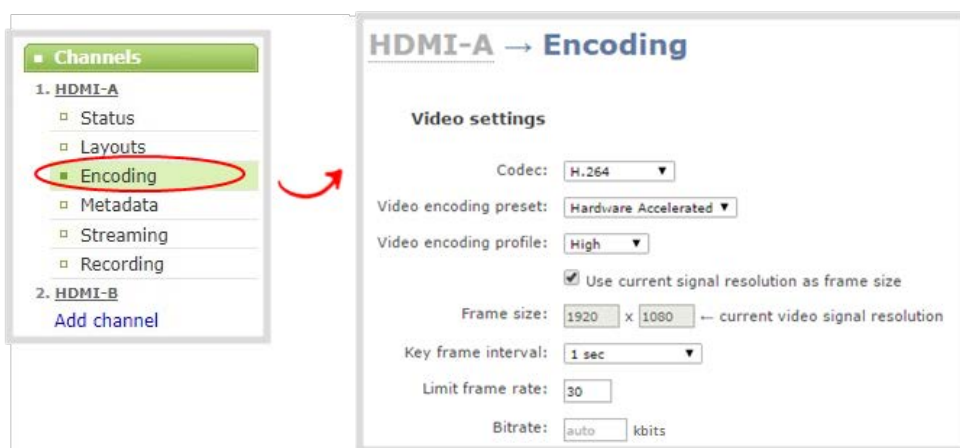 Channels
1. HDMI-A
Status
Layouts
Encoding
Metadata
Streaming
Recording
2. HDMI-B
Add channel
HDMI-A → Encoding
Video settings
Codec: H.264
Video encoding preset: Hardware Accelerated
Video encoding profile: High
Use current signal resolution as frame size
Frame size: 1920 x 1080 ← current video signal resolution
Key frame interval: 1 sec
Limit frame rate: 30
Bitrate: auto kbits